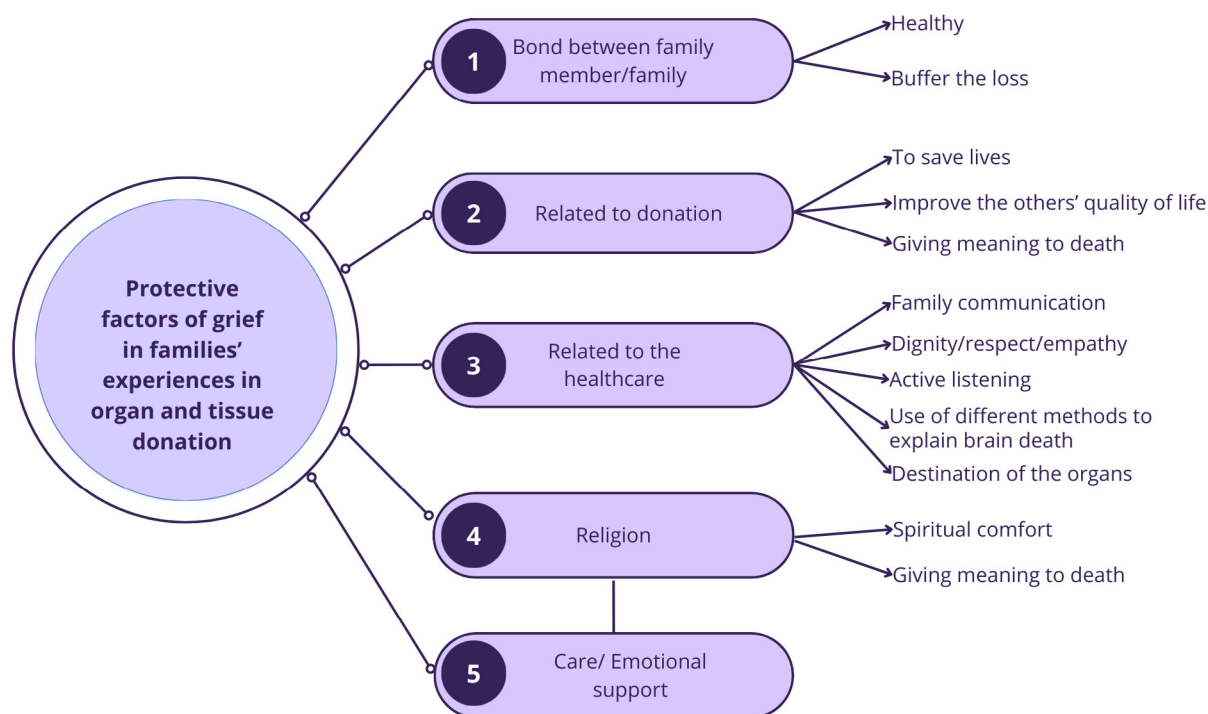 Protective
factors of grief
in families’
experiences in
organ and tissue
donation
1
Bond between family
member/family
Healthy
Buffer the loss
2
Related to donation
To save lives
Improve the others’ quality of life
Giving meaning to death
3
Related to the
healthcare
Family communication
Dignity/respect/empathy
Active listening
Use of different methods to
explain brain death
Destination of the organs
4
Religion
Spiritual comfort
Giving meaning to death
5
Care/ Emotional
support